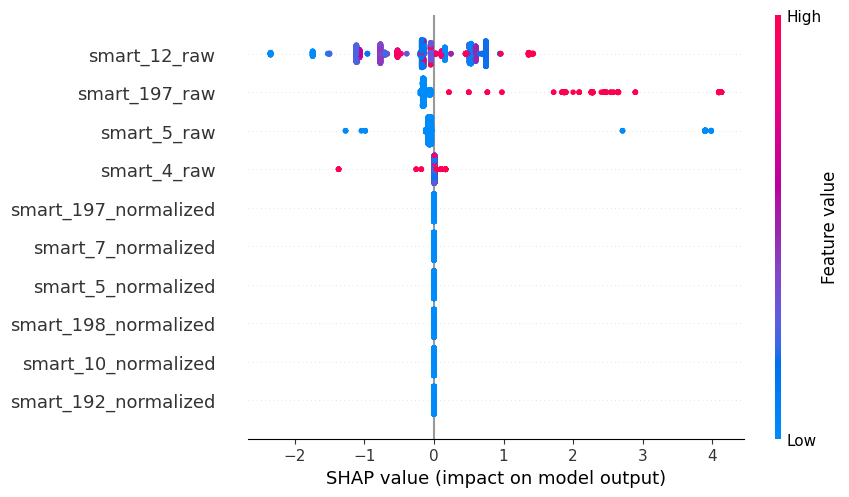 High
smart_12_raw
smart_197_raw
smart_5_raw
smart_4_raw
smart_197_normalized
smart_7_normalized
smart_5_normalized
smart_198_normalized
smart_10_normalized
smart_192_normalized
Feature value
Low
−2 −1 0 1 2 3 4
SHAP value (impact on model output)